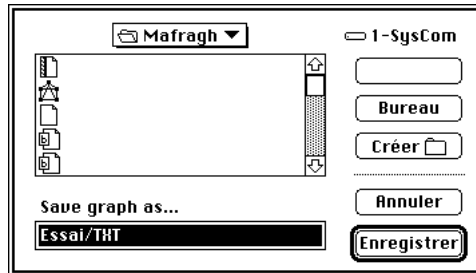 Mafragh
1-SysCom
Bureau
Créer
Save graph as...
Annuler
Essai/TXT
Enregistrer